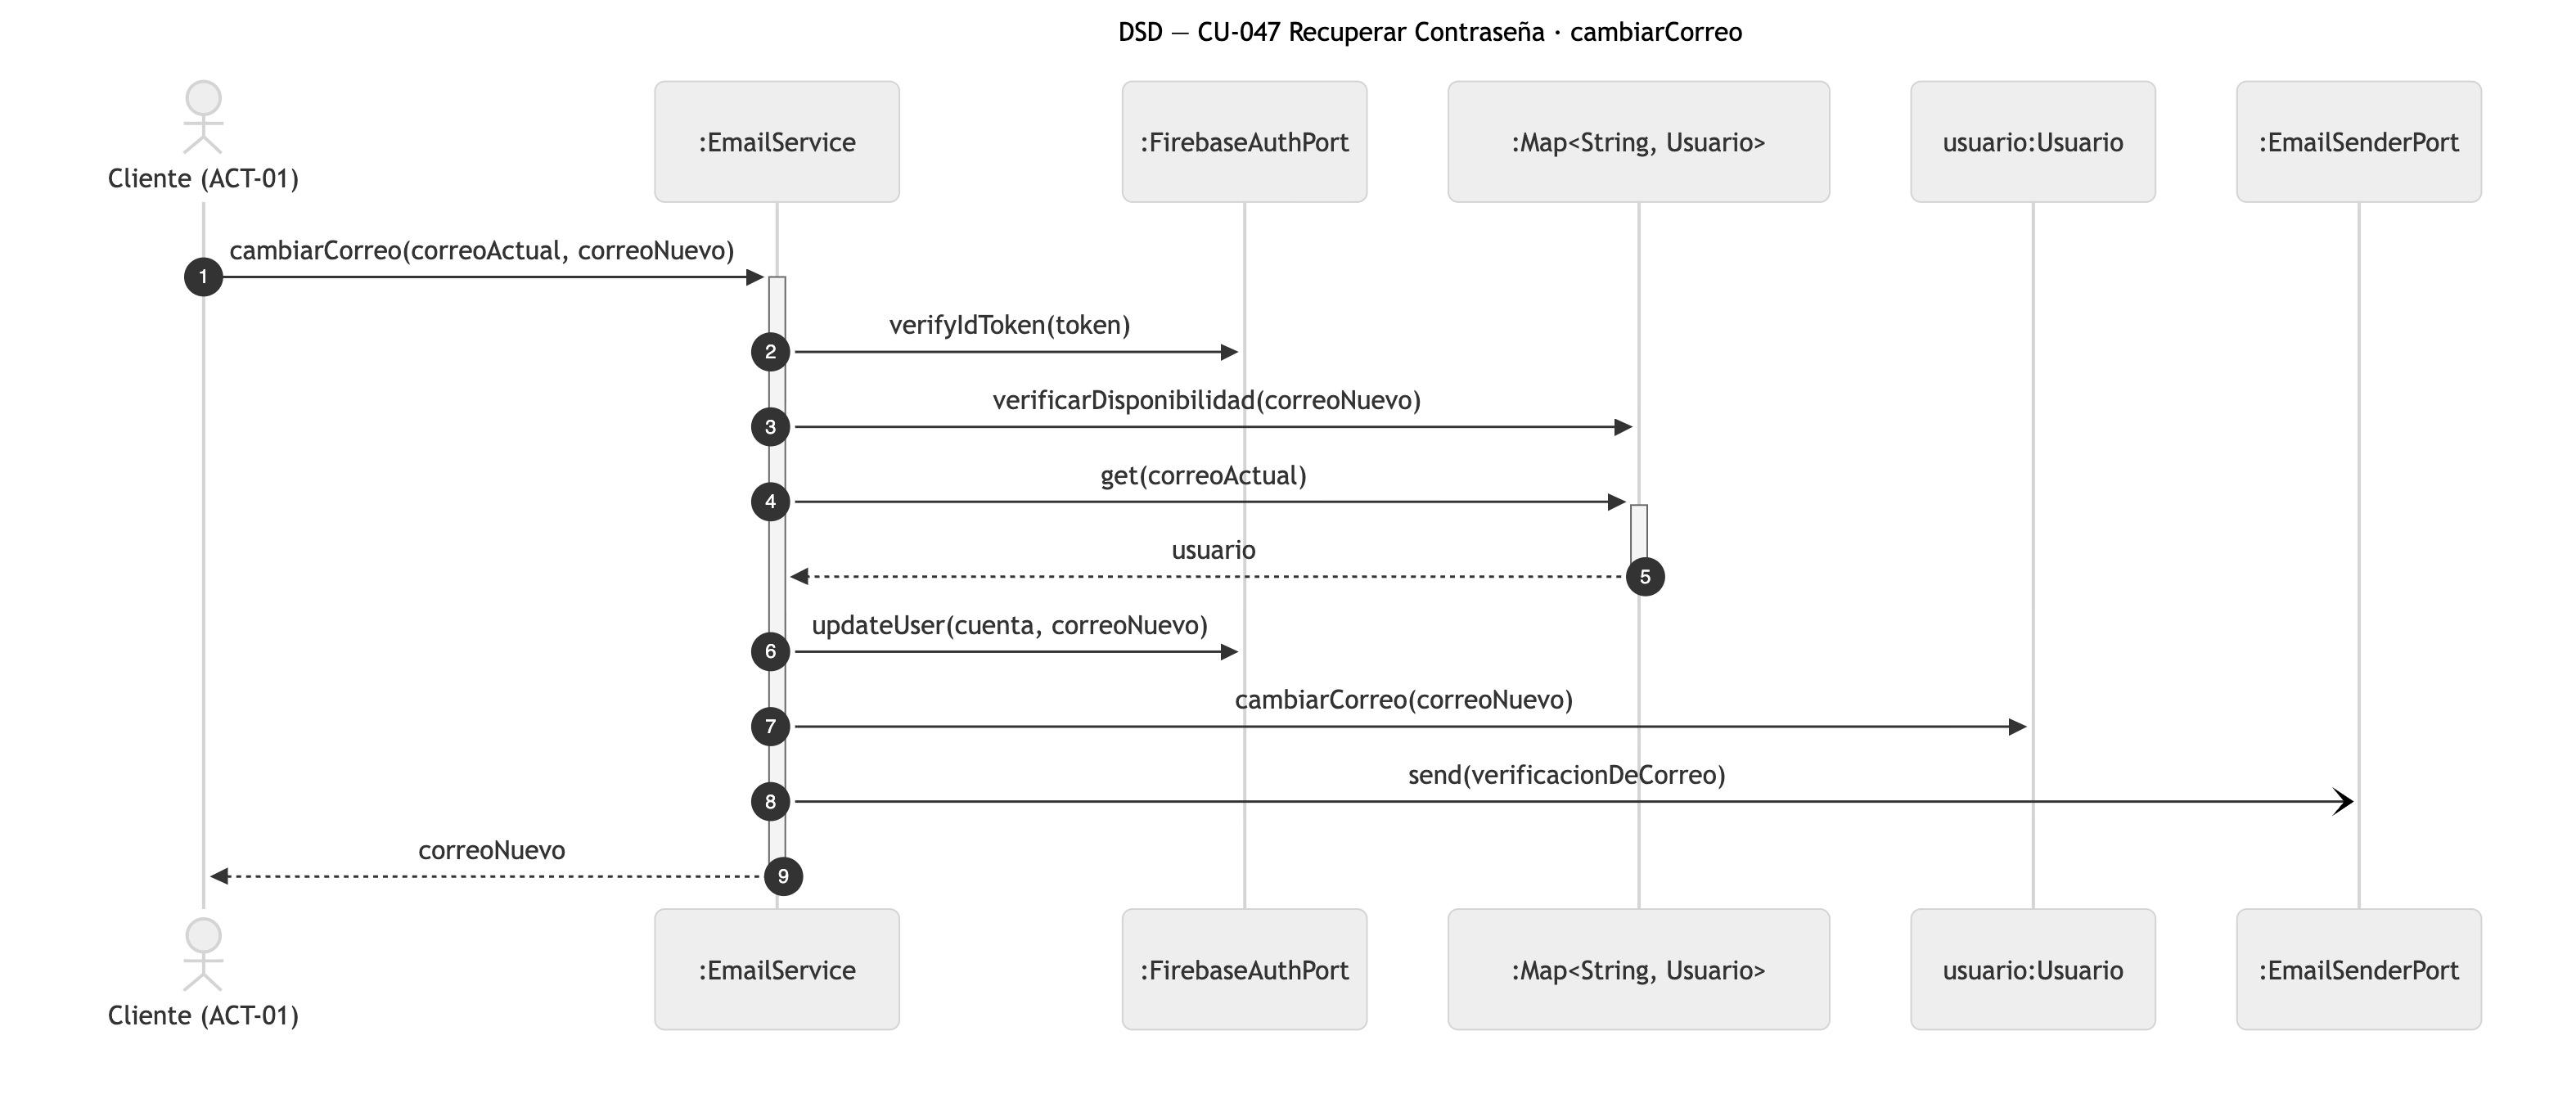 DSD — CU-047 Recuperar Contraseña · cambiarCorreo
Cliente (ACT-01)
:EmailService
:FirebaseAuthPort
:Map<String, Usuario>
usuario:Usuario
:EmailSenderPort
cambiarCorreo(correoActual, correoNuevo)
1
verifyIdToken(token)
2
verificarDisponibilidad(correoNuevo)
3
get(correoActual)
4
usuario
5
updateUser(cuenta, correoNuevo)
6
cambiarCorreo(correoNuevo)
7
send(verificacionDeCorreo)
8
correoNuevo
9
Cliente (ACT-01)
:EmailService
:FirebaseAuthPort
:Map<String, Usuario>
usuario:Usuario
:EmailSenderPort